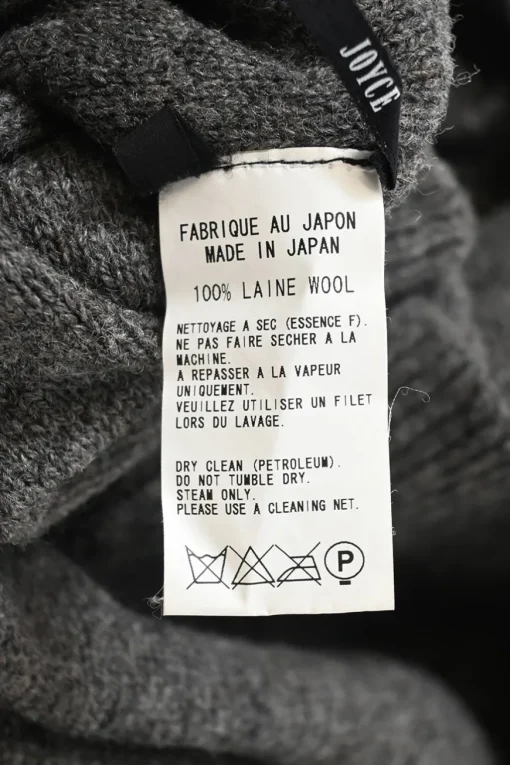 JOYCE
FABRIQUE AU JAPON
MADE IN JAPAN
100% LAINE WOOL
NETTOYAGE A SEC (ESSENCE F).
NE PAS FAIRE SECHER A LA
MACHINE.
A REPASSER A LA VAPEUR
UNIQUEMENT.
VEUILLEZ UTILISER UN FILET
LORS DU LAVAGE.
DRY CLEAN (PETROLEUM).
DO NOT TUMBLE DRY.
STEAM ONLY.
PLEASE USE A CLEANING NET.
P